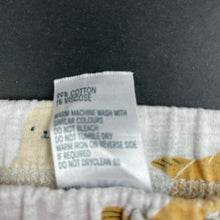 99% COTTON
1% VISCOSE
WARM MACHINE WASH WITH
SIMILAR COLOURS
DO NOT BLEACH
DO NOT TUMBLE DRY
WARM IRON ON REVERSE SIDE
IF REQUIRED
DO NOT DRYCLEAN